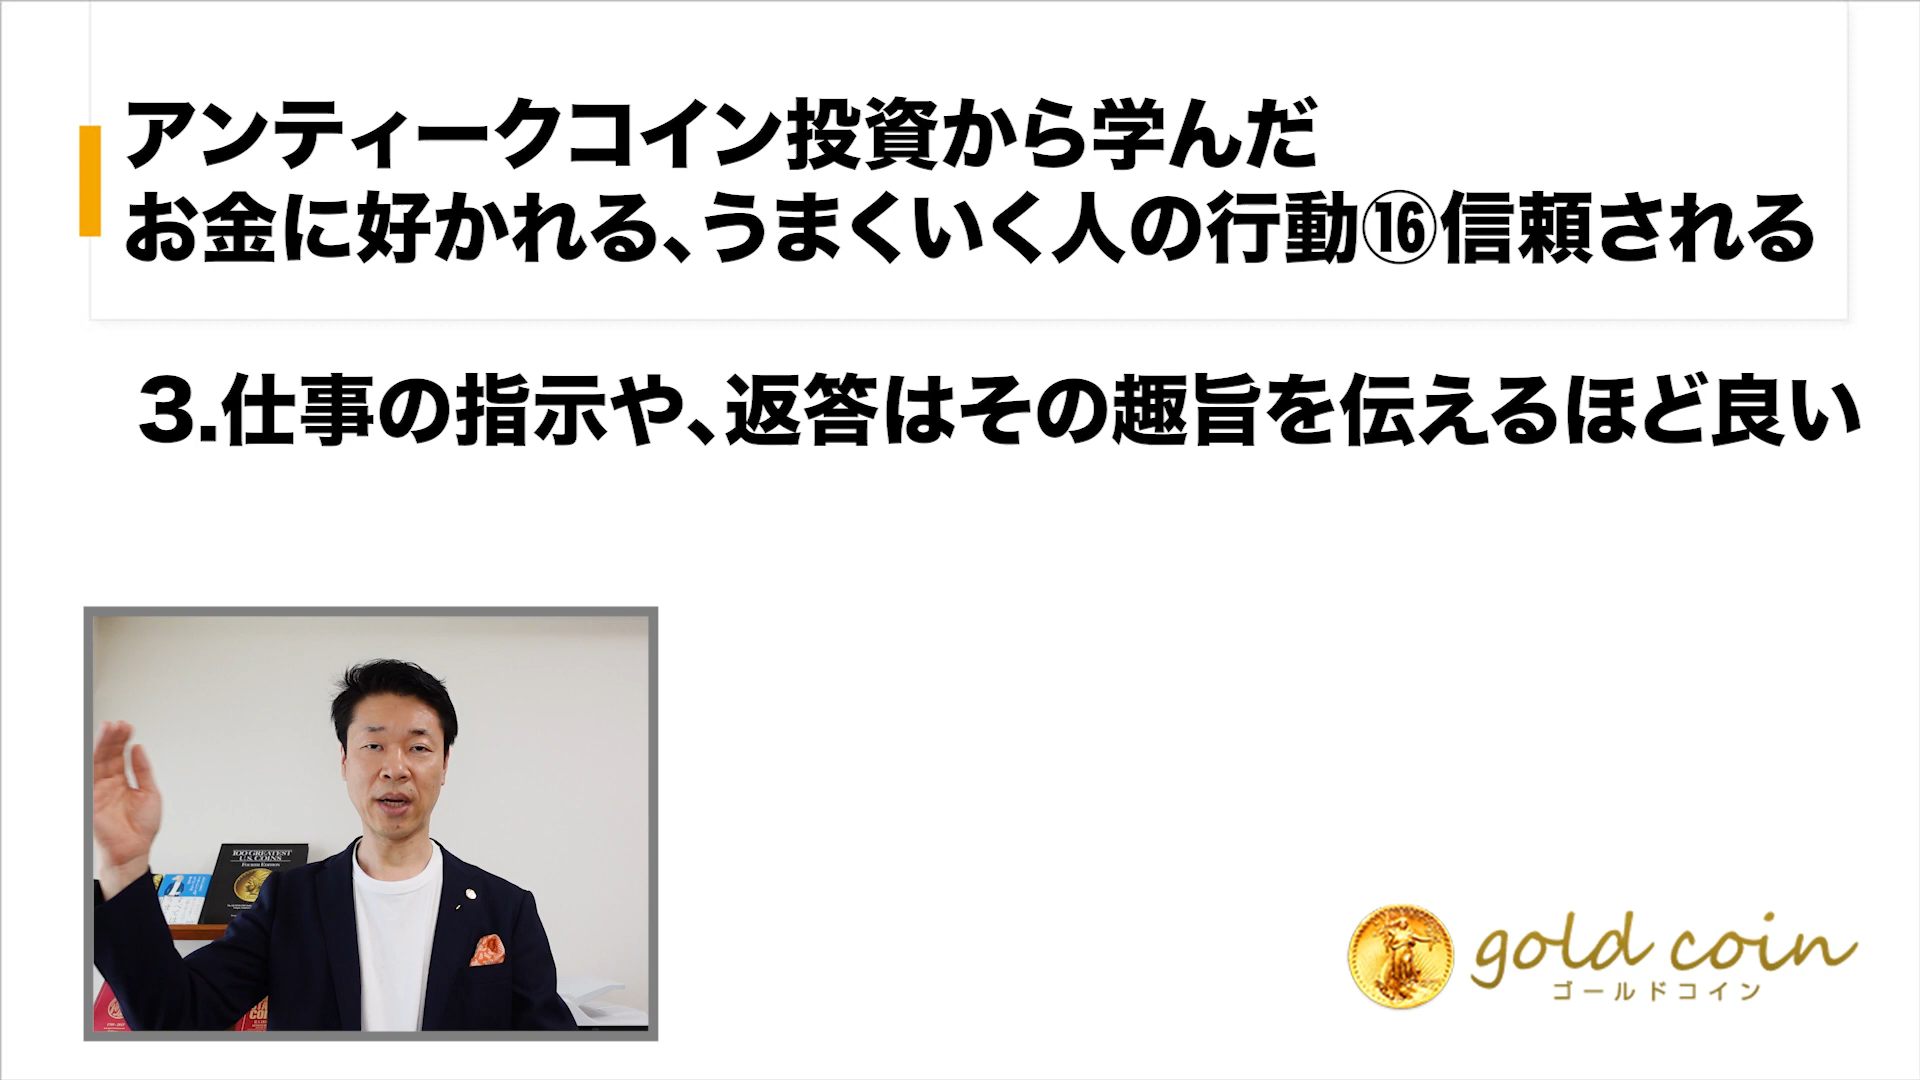 アンティークコイン投資から学んだ
お金に好かれる、うまくいく人の行動⑯信頼される
3.仕事の指示や、返答はその趣旨を伝えるほど良い
100 GREATEST
U.S. COINS
FOURTH EDITION
1
gold coin
ゴールドコイン